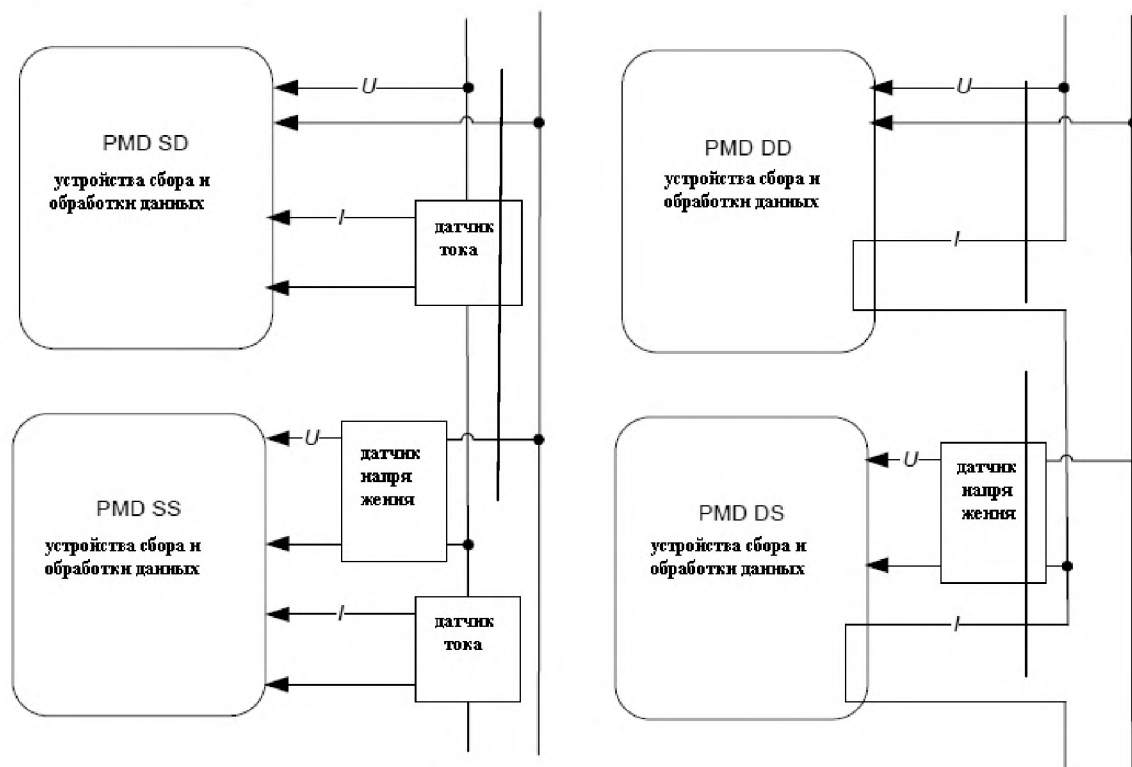 U
PMD SD
устройства сбора и
обработки данных
I
датчик
тока
U
PMD DD
устройства сбора и
обработки данных
I
U
датчик
напря
жения
PMD SS
устройства сбора и
обработки данных
I
датчик
тока
U
датчик
напря
жения
PMD DS
устройства сбора и
обработки данных
I